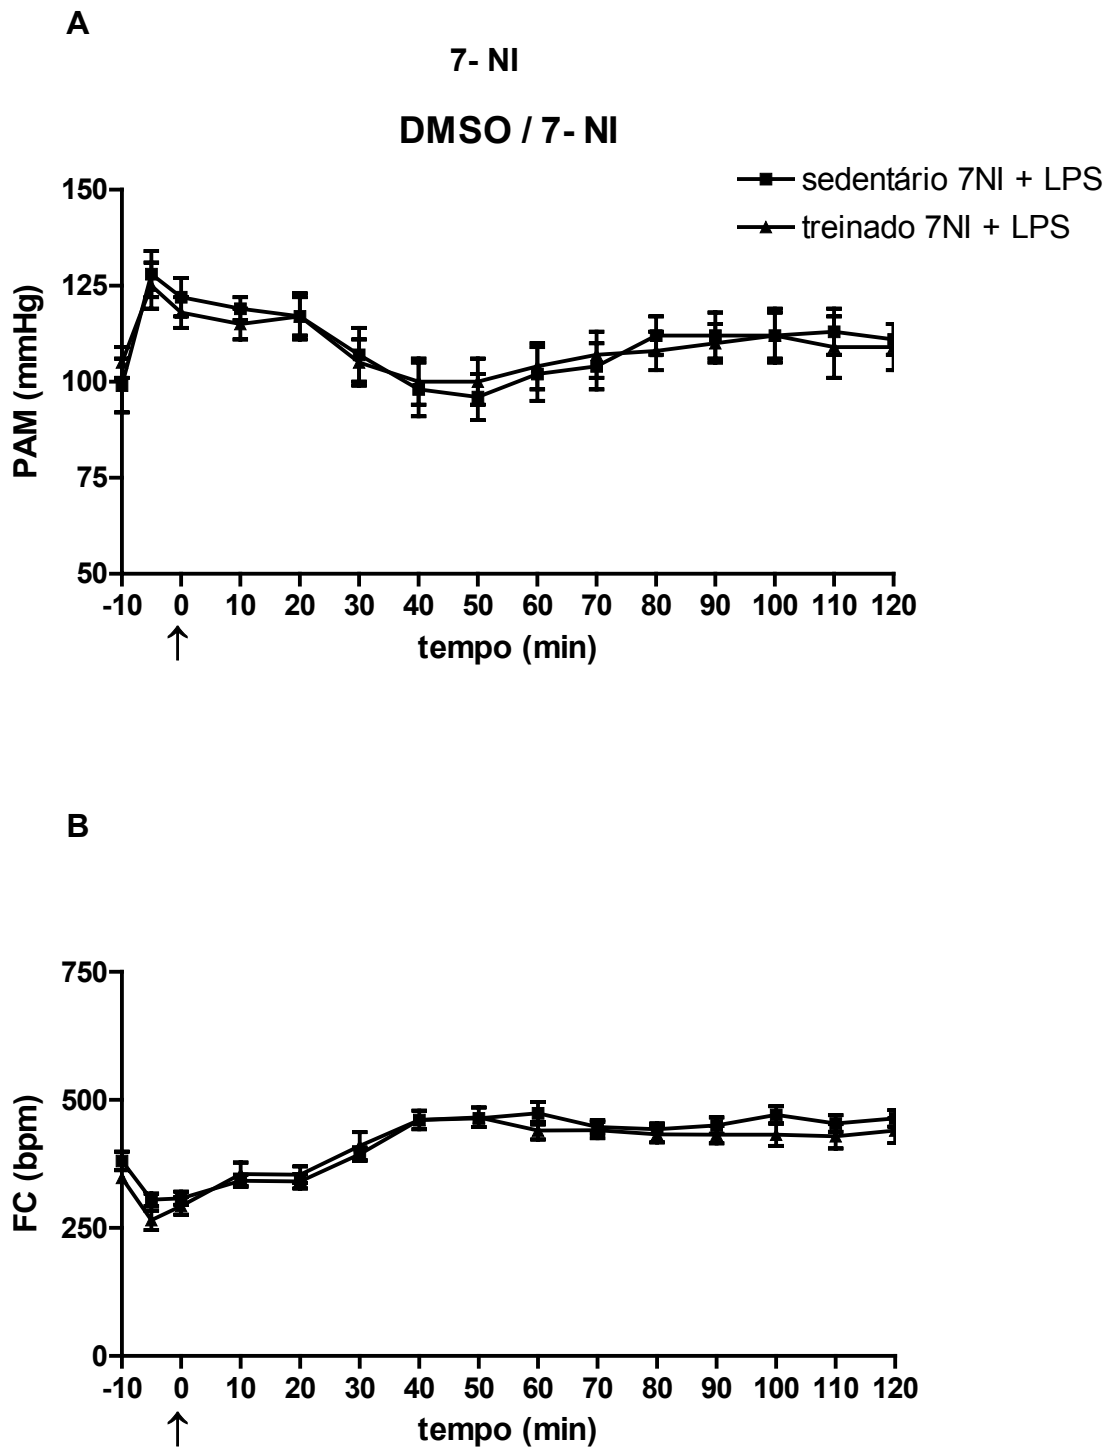 A
7- NI
DMSO / 7- NI
sedentário 7NI + LPS
treinado 7NI + LPS
PAM (mmHg)
150
125
100
75
50
-10 0 10 20 30 40 50 60 70 80 90 100 110 120
↑
tempo (min)
B
FC (bpm)
750
500
250
0
-10 0 10 20 30 40 50 60 70 80 90 100 110 120
↑
tempo (min)